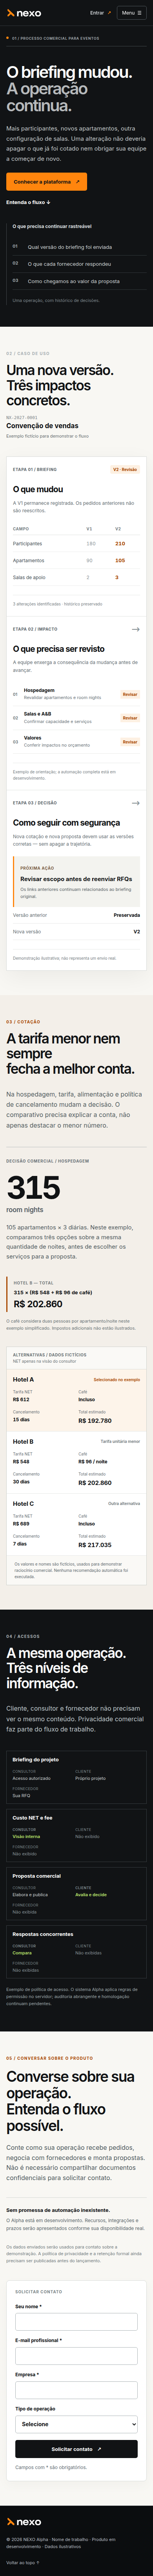 nexo
Entrar ↗
Menu ☰
01 / PROCESSO COMERCIAL PARA EVENTOS
O briefing mudou.
A operação
continua.
Mais participantes, novos apartamentos, outra
configuração de salas. Uma alteração não deveria
apagar o que já foi cotado nem obrigar sua equipe
a começar de novo.
Conhecer a plataforma ↗
Entenda o fluxo ↓
O que precisa continuar rastreável
01 Qual versão do briefing foi enviada
02 O que cada fornecedor respondeu
03 Como chegamos ao valor da proposta
Uma operação, com histórico de decisões.
02 / CASO DE USO
Uma nova versão.
Três impactos
concretos.
Convenção de vendas
Exemplo fictício para demonstrar o fluxo
ETAPA 01 / BRIEFING
V2 · Revisão
O que mudou
A V1 permanece registrada. Os pedidos anteriores não
são reescritos.
CAMPO V1 V2
Participantes 180 210
Apartamentos 90 105
Salas de apoio 2 3
3 alterações identificadas · histórico preservado
ETAPA 02 / IMPACTO →
O que precisa ser revisto
A equipe enxerga a consequência da mudança antes de
avançar.
01 Hospedagem
Reavaliar apartamentos e room nights
Revisar
02 Salas e A&B
Confirmar capacidade e serviços
Revisar
03 Valores
Conferir impactos no orçamento
Revisar
Exemplo de orientação; a automação completa está em
desenvolvimento.
ETAPA 03 / DECISÃO →
Como seguir com segurança
Nova cotação e nova proposta devem usar as versões
corretas — sem apagar a trajetória.
PRÓXIMA AÇÃO
Revisar escopo antes de reenviar RFQs
Os links anteriores continuam relacionados ao briefing
original.
Versão anterior Preservada
Nova versão V2
Demonstração ilustrativa; não representa um envio real.
03 / COTAÇÃO
A tarifa menor nem
sempre
fecha a melhor conta.
Na hospedagem, tarifa, alimentação e política
de cancelamento mudam a decisão. O
comparativo precisa explicar a conta, não
apenas destacar o menor número.
DECISÃO COMERCIAL / HOSPEDAGEM
315
room nights
105 apartamentos × 3 diárias. Neste exemplo,
comparamos três opções sobre a mesma
quantidade de noites, antes de escolher os
serviços para a proposta.
HOTEL B — TOTAL
315 × (R$ 548 + R$ 96 de café)
R$ 202.860
O café considera duas pessoas por apartamento/noite neste
exemplo simplificado. Impostos adicionais não estão ilustrados.
ALTERNATIVAS / DADOS FICTÍCIOS
NET apenas na visão do consultor
Hotel A
Selecionado no exemplo
Tarifa NET
R$ 612
Café
Incluso
Cancelamento
15 dias
Total estimado
R$ 192.780
Hotel B
Tarifa unitária menor
Tarifa NET
R$ 548
Café
R$ 96 / noite
Cancelamento
30 dias
Total estimado
R$ 202.860
Hotel C
Outra alternativa
Tarifa NET
R$ 689
Café
Incluso
Cancelamento
7 dias
Total estimado
R$ 217.035
Os valores e nomes são fictícios, usados para demonstrar
raciocínio comercial. Nenhuma recomendação automática foi
executada.
04 / ACESSOS
A mesma operação.
Três níveis de
informação.
Cliente, consultor e fornecedor não precisam
ver o mesmo conteúdo. Privacidade comercial
faz parte do fluxo de trabalho.
Briefing do projeto
CONSULTOR
Acesso autorizado
CLIENTE
Próprio projeto
FORNECEDOR
Sua RFQ
Custo NET e fee
CONSULTOR
Visão interna
CLIENTE
Não exibido
FORNECEDOR
Não exibido
Proposta comercial
CONSULTOR
Elabora e publica
CLIENTE
Avalia e decide
FORNECEDOR
Não exibida
Respostas concorrentes
CONSULTOR
Compara
CLIENTE
Não exibidas
FORNECEDOR
Não exibidas
Exemplo de política de acesso. O sistema Alpha aplica regras de
permissão no servidor; auditoria abrangente e homologação
continuam pendentes.
05 / CONVERSAR SOBRE O PRODUTO
Converse sobre sua
operação.
Entenda o fluxo
possível.
Conte como sua operação recebe pedidos,
negocia com fornecedores e monta propostas.
Não é necessário compartilhar documentos
confidenciais para solicitar contato.
Sem promessa de automação inexistente.
O Alpha está em desenvolvimento. Recursos, integrações e
prazos serão apresentados conforme sua disponibilidade real.
Os dados enviados serão usados para contato sobre a
demonstração. A política de privacidade e a retenção formal ainda
precisam ser publicadas antes do lançamento.
SOLICITAR CONTATO
Seu nome *
E-mail profissional *
Empresa *
Tipo de operação
Selecione
Solicitar contato ↗
Campos com * são obrigatórios.
nexo
© 2026 NEXO Alpha · Nome de trabalho · Produto em
desenvolvimento · Dados ilustrativos
Voltar ao topo ↑